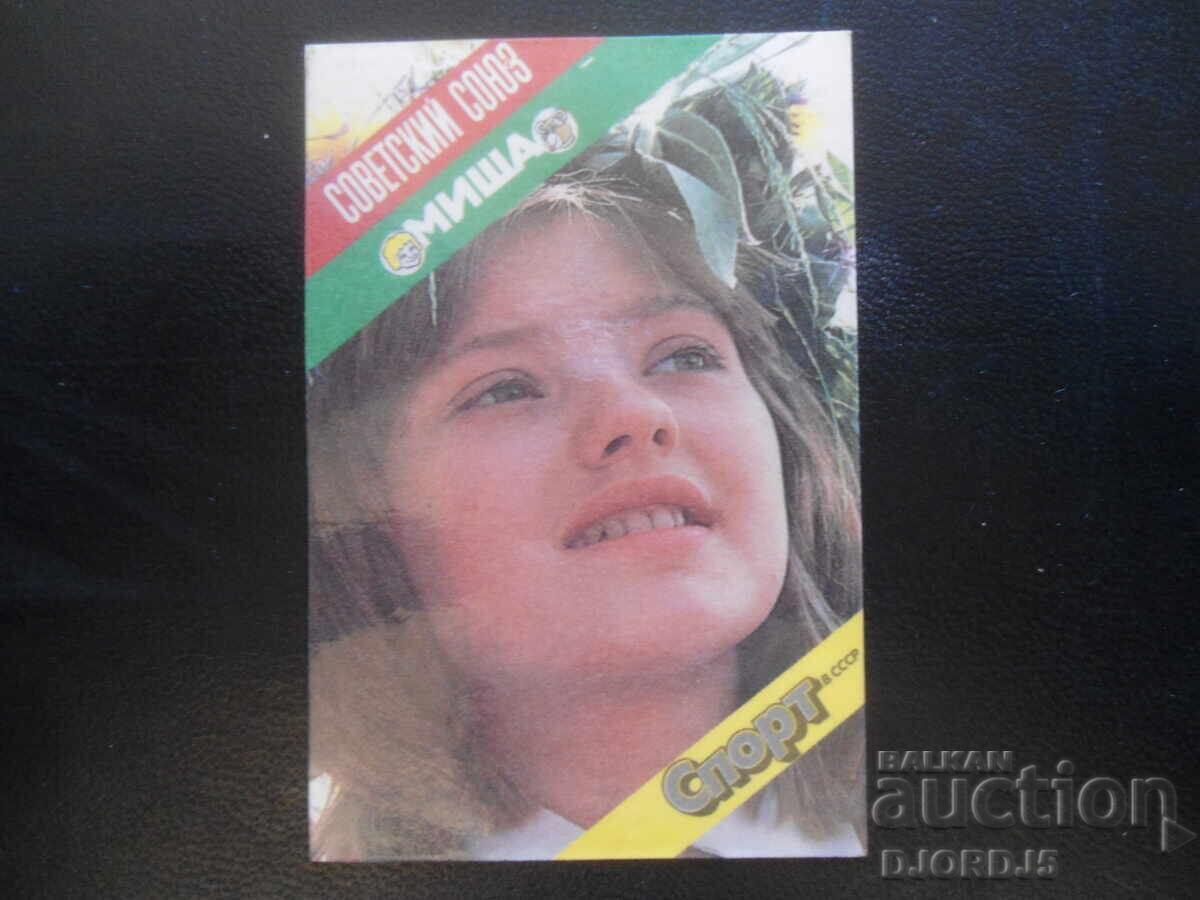 СОВЕТСКИЙ СОЮЗ
МИША
Спорт
В СССР
BALKAN
auction
DJORDJ5